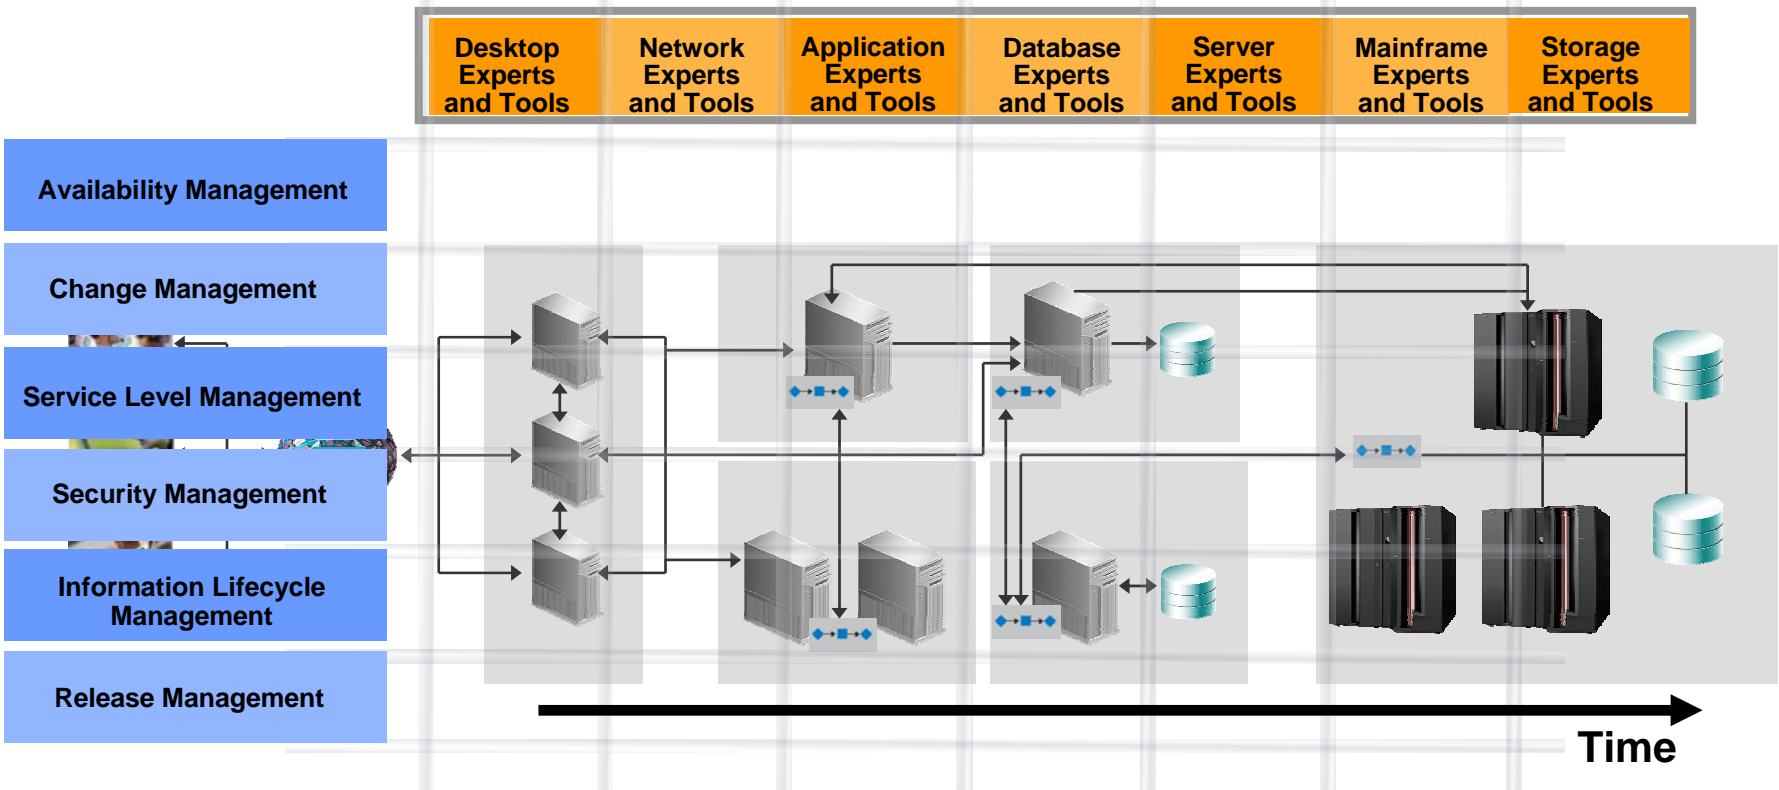 Desktop
Experts
and Tools
Network
Experts
and Tools
Application
Experts
and Tools
Database
Experts
and Tools
Server
Experts
and Tools
Mainframe
Experts
and Tools
Storage
Experts
and Tools
Availability Management
Change Management
Service Level Management
Security Management
Information Lifecycle
Management
Release Management
Time